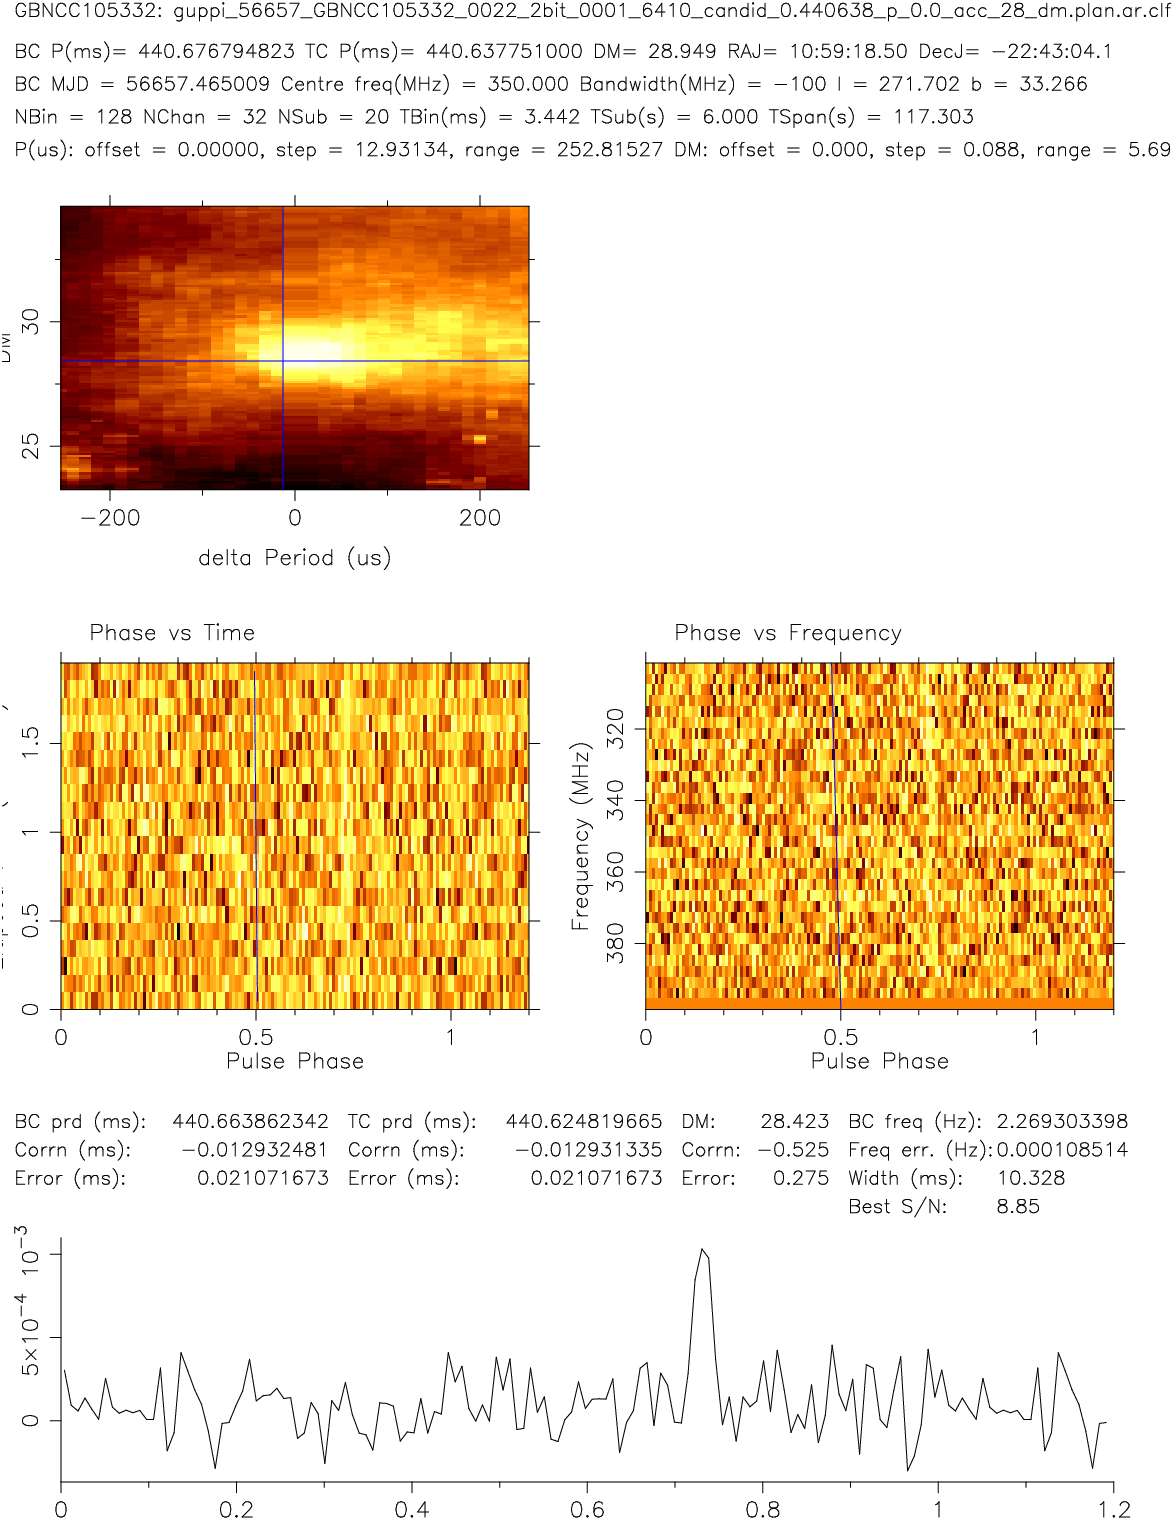 GBNCC105332: guppi_56657_GBNCC105332_0022_2bit_0001_6410_candid_0.440638_p_0.0_acc_28_dm.plan.ar.clf
BC P(ms)= 440.676794823 TC P(ms)= 440.637751000 DM= 28.949 RAJ= 10:59:18.50 DecJ= −22:43:04.1
BC MJD = 56657.465009 Centre freq(MHz) = 350.000 Bandwidth(MHz) = −100 l = 271.702 b = 33.266
NBin = 128 NChan = 32 NSub = 20 TBin(ms) = 3.442 TSub(s) = 6.000 TSpan(s) = 117.303
P(us): offset = 0.00000, step = 12.93134, range = 252.81527 DM: offset = 0.000, step = 0.088, range = 5.69
DM
30
25
−200 0 200
delta Period (us)
Phase vs Time
1.5
1
0.5
0
0 0.5 1
Pulse Phase
Phase vs Frequency
Frequency (MHz)
320
340
360
380
0 0.5 1
Pulse Phase
BC prd (ms): 440.663862342 TC prd (ms): 440.624819665 DM: 28.423 BC freq (Hz): 2.269303398
Corrn (ms): −0.012932481 Corrn (ms): −0.012931335 Corrn: −0.525 Freq err. (Hz): 0.000108514
Error (ms): 0.021071673 Error (ms): 0.021071673 Error: 0.275 Width (ms): 10.328
Best S/N: 8.85
10−3
5×10−4
0
0 0.2 0.4 0.6 0.8 1 1.2